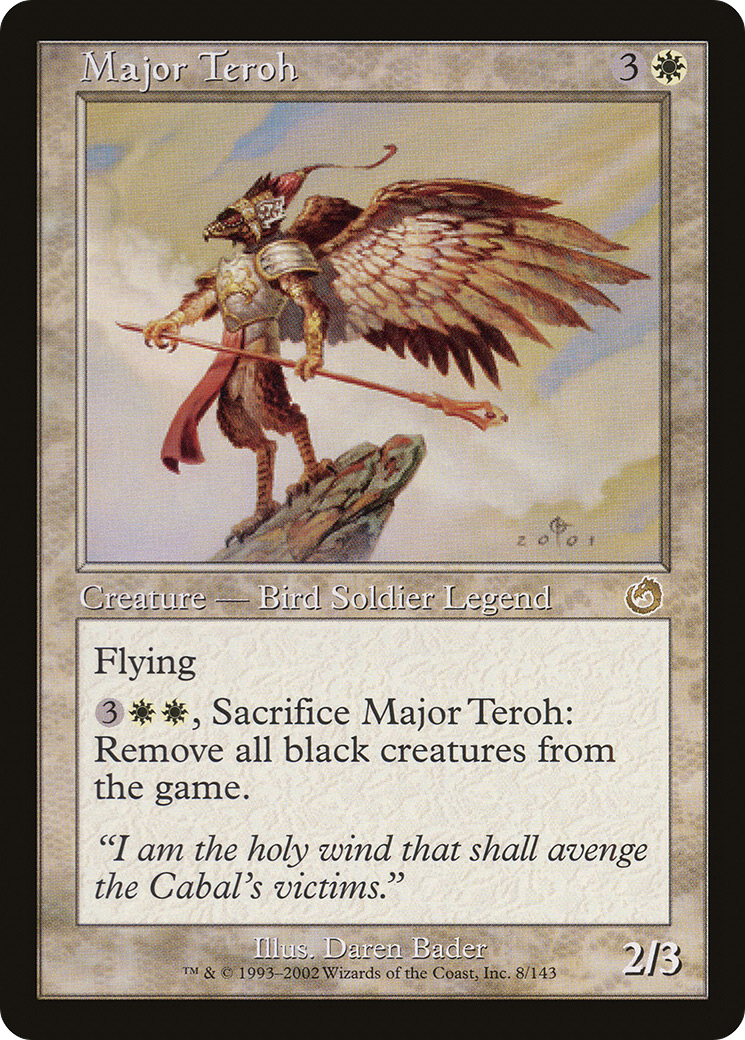 Major Teroh 3
2001
Creature — Bird Soldier Legend
Flying
3, Sacrifice Major Teroh:
Remove all black creatures from
the game.
“I am the holy wind that shall avenge
the Cabal’s victims.”
Illus. Daren Bader
™ & © 1993–2002 Wizards of the Coast, Inc. 8/143
2/3